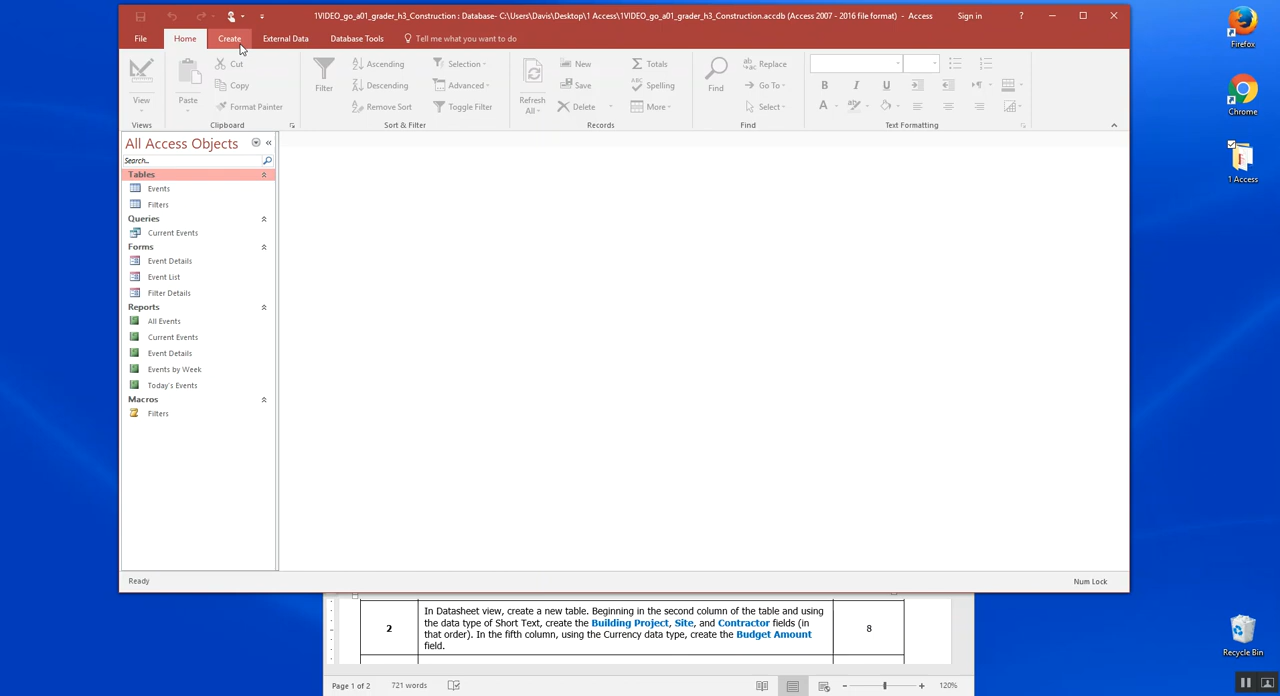 1VIDEO_go_a01_grader_h3_Construction : Database- C:\Users\Davis\Desktop\1 Access\1VIDEO_go_a01_grader_h3_Construction.accdb (Access 2007 - 2016 file format) - Access
Sign in
?
File
Home
Create
External Data
Database Tools
Tell me what you want to do
View
Views
Paste
Cut
Copy
Format Painter
Clipboard
Filter
Ascending
Descending
Remove Sort
Selection
Advanced
Toggle Filter
Sort & Filter
Refresh
All
New
Save
Delete
Totals
Spelling
More
Records
Find
Replace
Go To
Select
Find
B I U
A
Text Formatting
All Access Objects
Search...
Tables
Events
Filters
Queries
Current Events
Forms
Event Details
Event List
Filter Details
Reports
All Events
Current Events
Event Details
Events by Week
Today's Events
Macros
Filters
Ready
Num Lock
2
In Datasheet view, create a new table. Beginning in the second column of the table and using
the data type of Short Text, create the Building Project, Site, and Contractor fields (in
that order). In the fifth column, using the Currency data type, create the Budget Amount
field.
8
Page 1 of 2
721 words
120%
Firefox
Chrome
1 Access
Recycle Bin